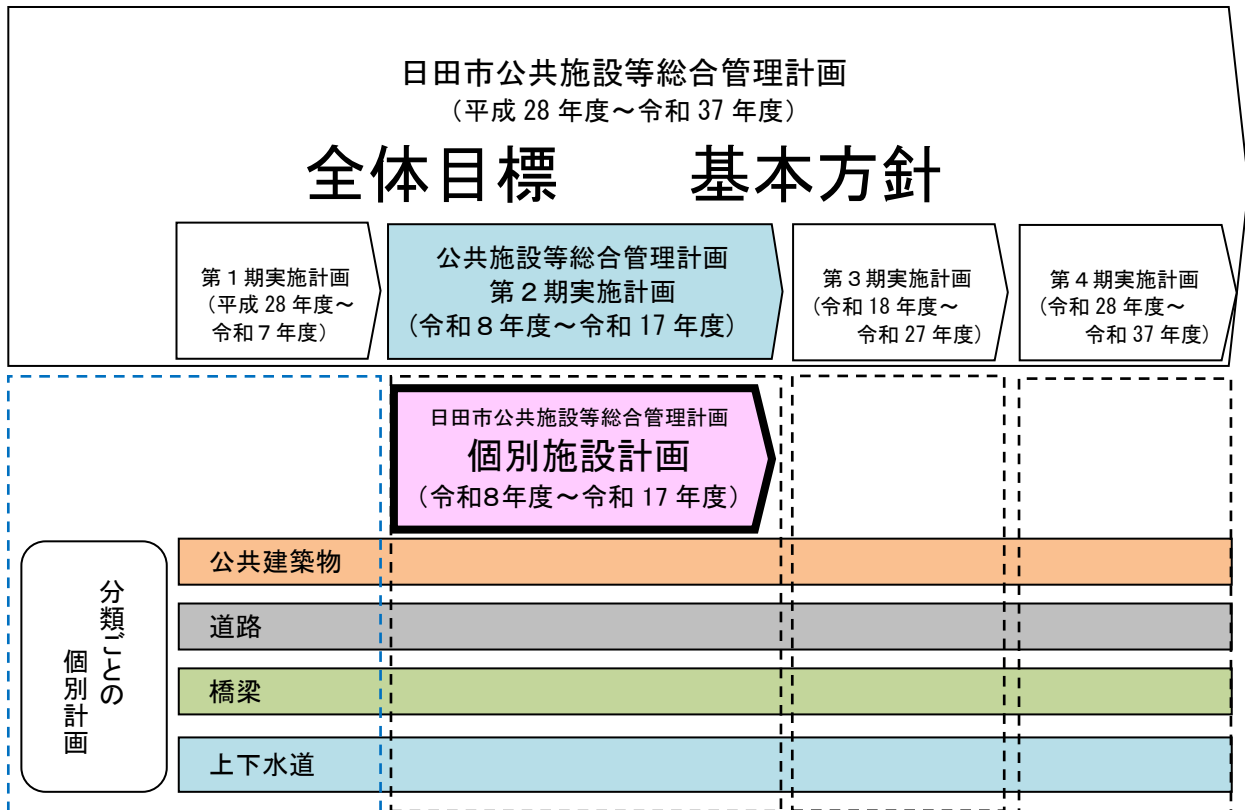 日田市公共施設等総合管理計画
（平成 28 年度～令和 37 年度）
全体目標　　基本方針
第１期実施計画
（平成 28 年度～
令和７年度）
公共施設等総合管理計画
第２期実施計画
（令和８年度～令和 17 年度）
第３期実施計画
（令和 18 年度～
令和 27 年度）
第４期実施計画
（令和 28 年度～
令和 37 年度）
日田市公共施設等総合管理計画
個別施設計画
（令和8年度～令和 17 年度）
分類ごとの
個別計画
公共建築物
道路
橋梁
上下水道